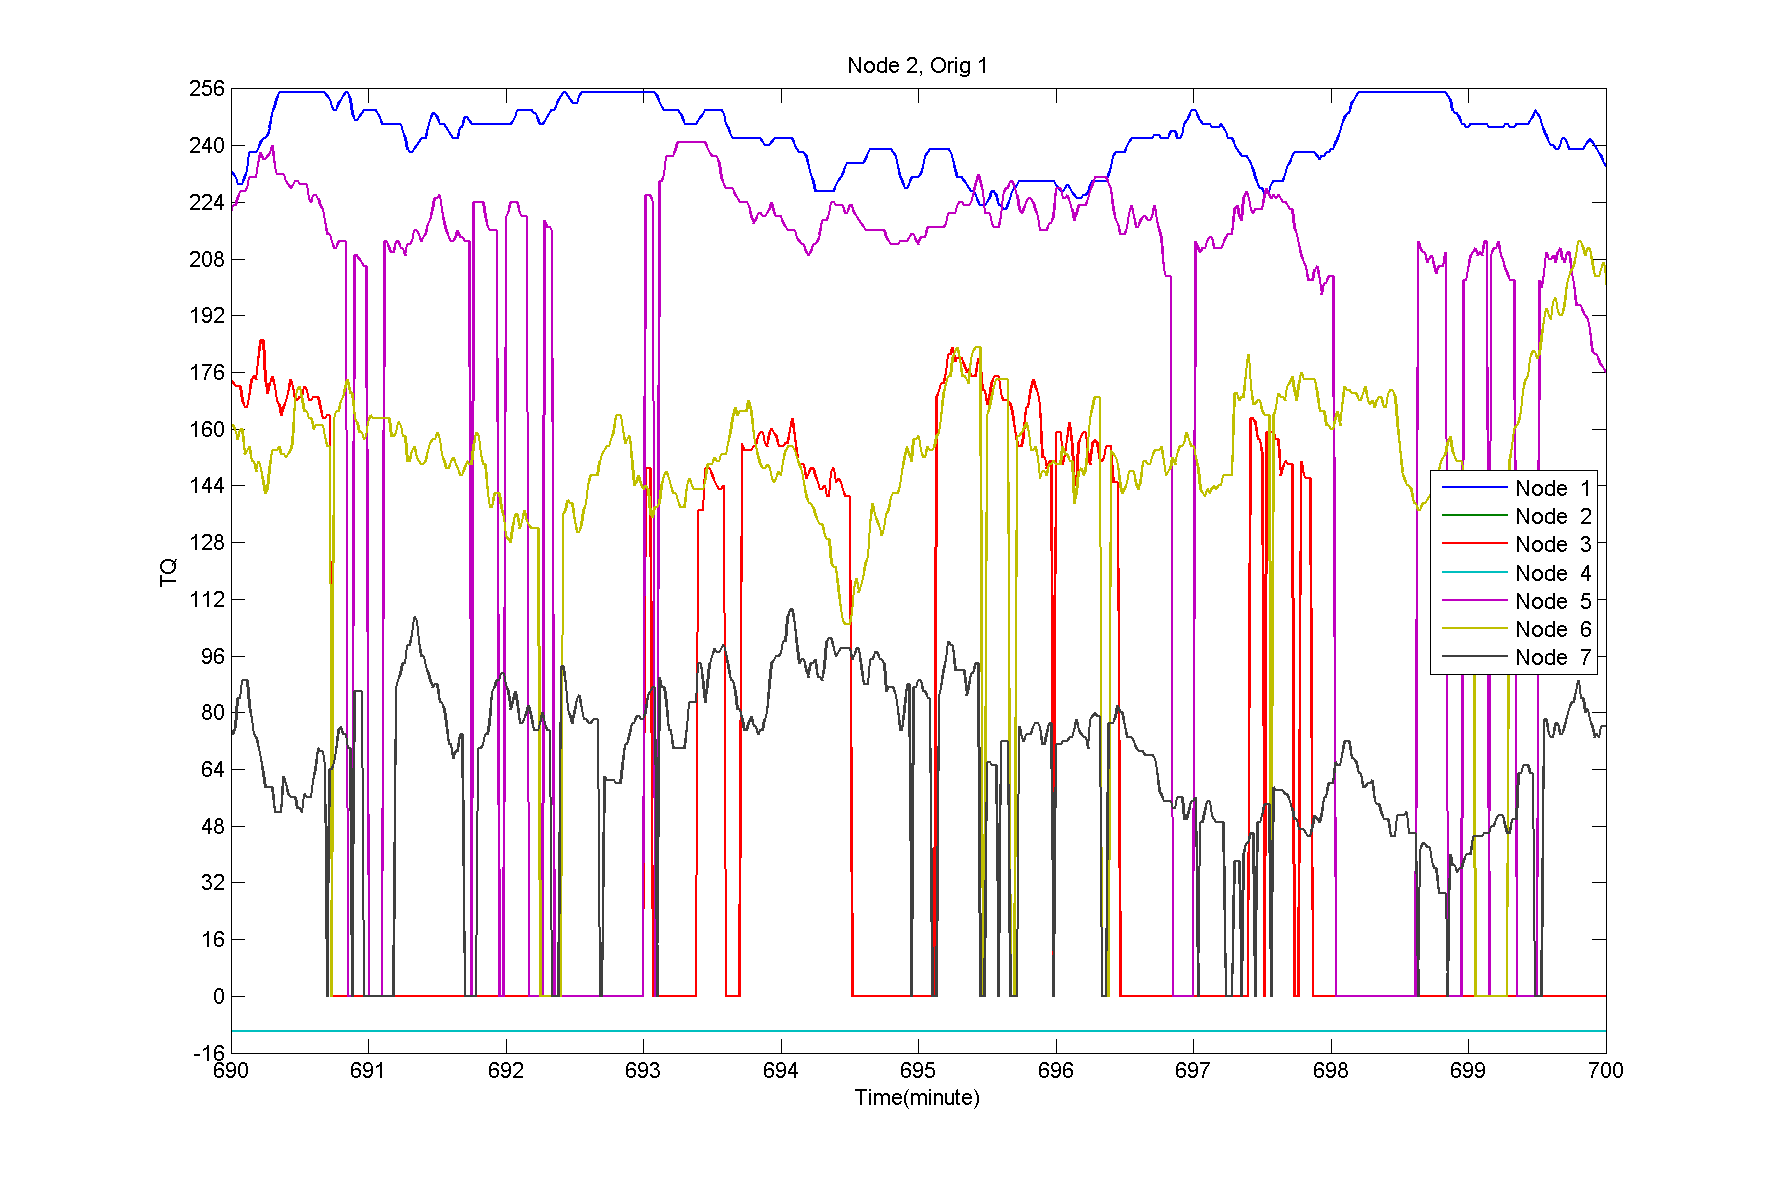 Node 2, Orig 1
256
240
224
208
192
176
160
144
128
112
96
80
64
48
32
16
0
-16
TQ
Node 1
Node 2
Node 3
Node 4
Node 5
Node 6
Node 7
690 691 692 693 694 695 696 697 698 699 700
Time(minute)